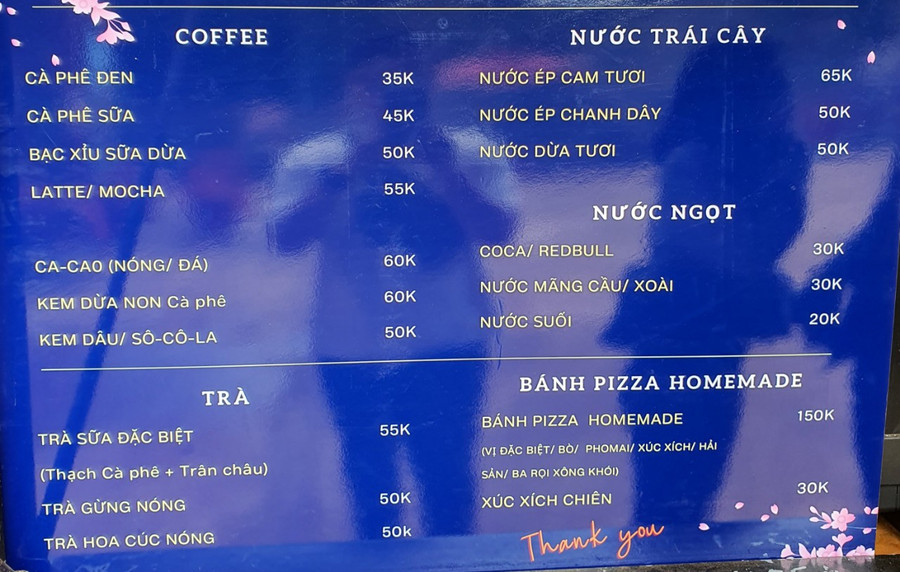 COFFEE
CÀ PHÊ ĐEN 35K
CÀ PHÊ SỮA 45K
BẠC XỈU SỮA DỪA 50K
LATTE/ MOCHA 55K
CA-CAO (NÓNG/ ĐÁ) 60K
KEM DỪA NON Cà phê 60K
KEM DÂU/ SÔ-CÔ-LA 50K
TRÀ
TRÀ SỮA ĐẶC BIỆT 55K
(Thạch Cà phê + Trân châu)
TRÀ GỪNG NÓNG 50K
TRÀ HOA CÚC NÓNG 50k
NƯỚC TRÁI CÂY
NƯỚC ÉP CAM TƯƠI 65K
NƯỚC ÉP CHANH DÂY 50K
NƯỚC DỪA TƯƠI 50K
NƯỚC NGỌT
COCA/ REDBULL 30K
NƯỚC MÃNG CẦU/ XOÀI 30K
NƯỚC SUỐI 20K
BÁNH PIZZA HOMEMADE
BÁNH PIZZA HOMEMADE 150K
(VỊ ĐẶC BIỆT/ BÒ/ PHOMAI/ XÚC XÍCH/ HẢI
SẢN/ BA RỌI XÔNG KHÓI)
XÚC XÍCH CHIÊN 30K
Thank you